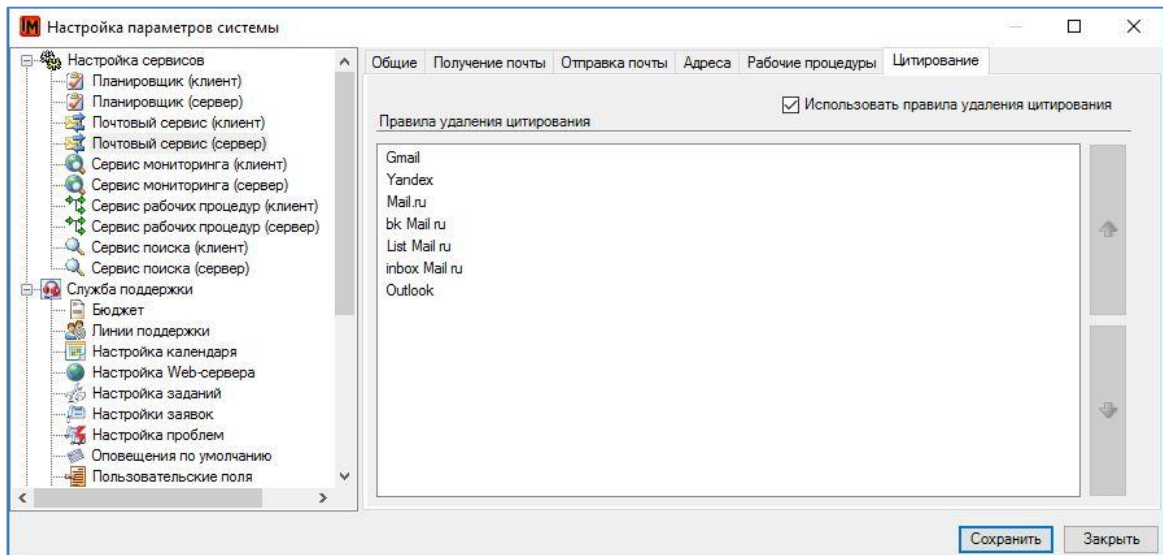 IM Настройка параметров системы
Настройка сервисов
Планировщик (клиент)
Планировщик (сервер)
Почтовый сервис (клиент)
Почтовый сервис (сервер)
Сервис мониторинга (клиент)
Сервис мониторинга (сервер)
Сервис рабочих процедур (клиент)
Сервис рабочих процедур (сервер)
Сервис поиска (клиент)
Сервис поиска (сервер)
Служба поддержки
Бюджет
Линии поддержки
Настройка календаря
Настройка Web-сервера
Настройка заданий
Настройки заявок
Настройка проблем
Оповещения по умолчанию
Пользовательские поля
Общие Получение почты Отправка почты Адреса Рабочие процедуры Цитирование
Использовать правила удаления цитирования
Правила удаления цитирования
Gmail
Yandex
Mail.ru
bk Mail ru
List Mail ru
inbox Mail ru
Outlook
Сохранить Закрыть